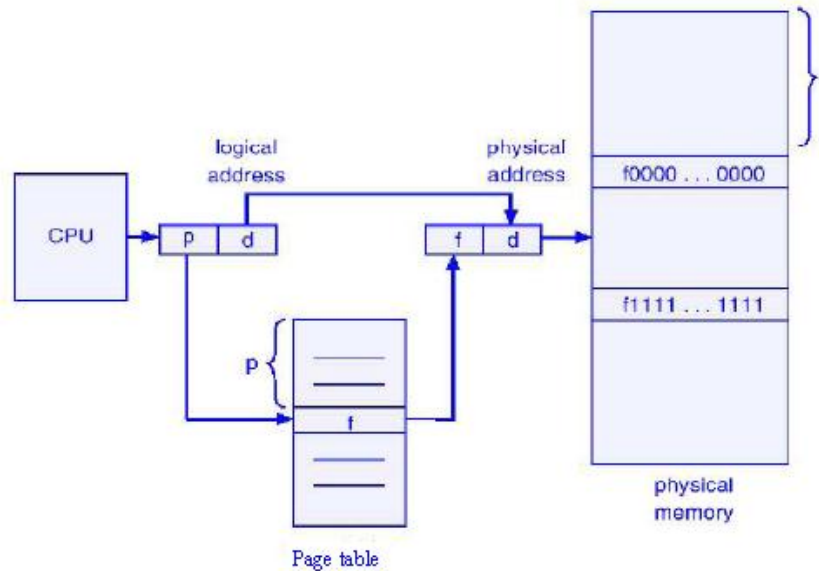 logical
address
physical
address
f0000 ... 0000
CPU
p d
f d
f1111 ... 1111
p
f
physical
memory
Page table